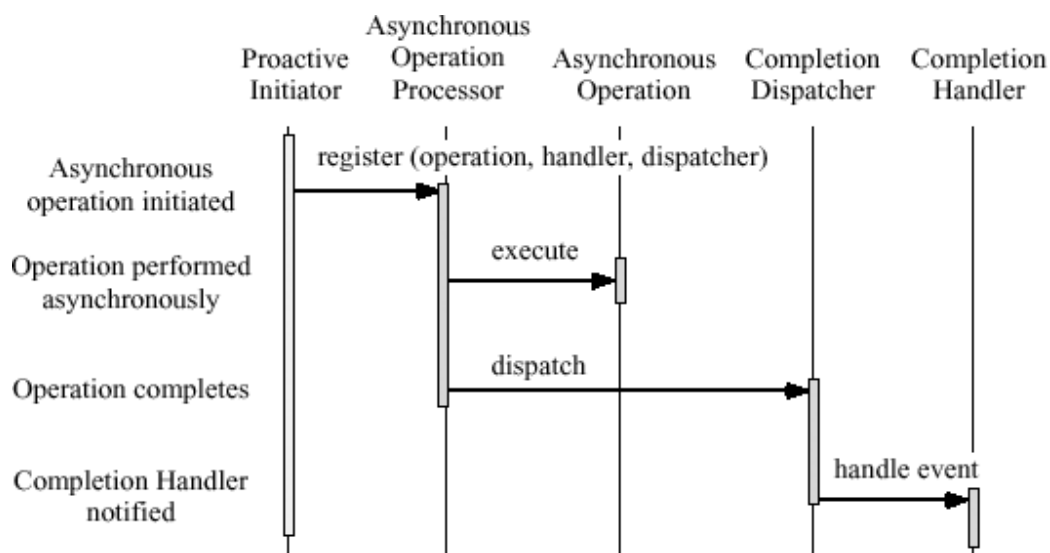 Proactive
Initiator
Asynchronous
Operation
Processor
Asynchronous
Operation
Completion
Dispatcher
Completion
Handler
Asynchronous
operation initiated
register (operation, handler, dispatcher)
Operation performed
asynchronously
execute
Operation completes
dispatch
Completion Handler
notified
handle event